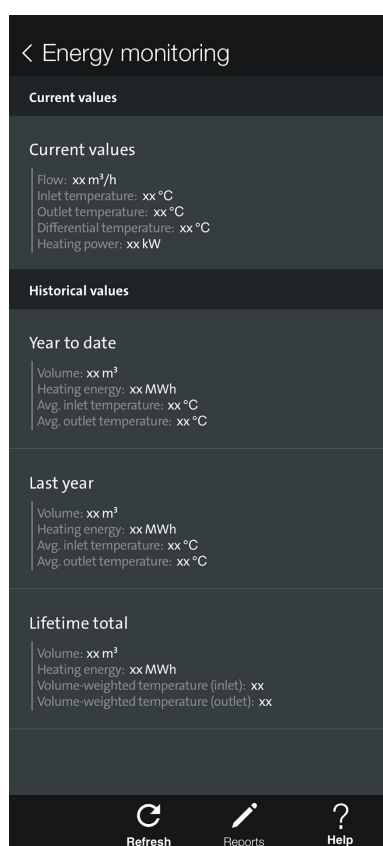 Energy monitoring
Current values
Current values
Flow: xx m³/h
Inlet temperature: xx °C
Outlet temperature: xx °C
Differential temperature: xx °C
Heating power: xx kW
Historical values
Year to date
Volume: xx m³
Heating energy: xx MWh
Avg. inlet temperature: xx °C
Avg. outlet temperature: xx °C
Last year
Volume: xx m³
Heating energy: xx MWh
Avg. inlet temperature: xx °C
Avg. outlet temperature: xx °C
Lifetime total
Volume: xx m³
Heating energy: xx MWh
Volume-weighted temperature (inlet): xx
Volume-weighted temperature (outlet): xx
Refresh Reports Help